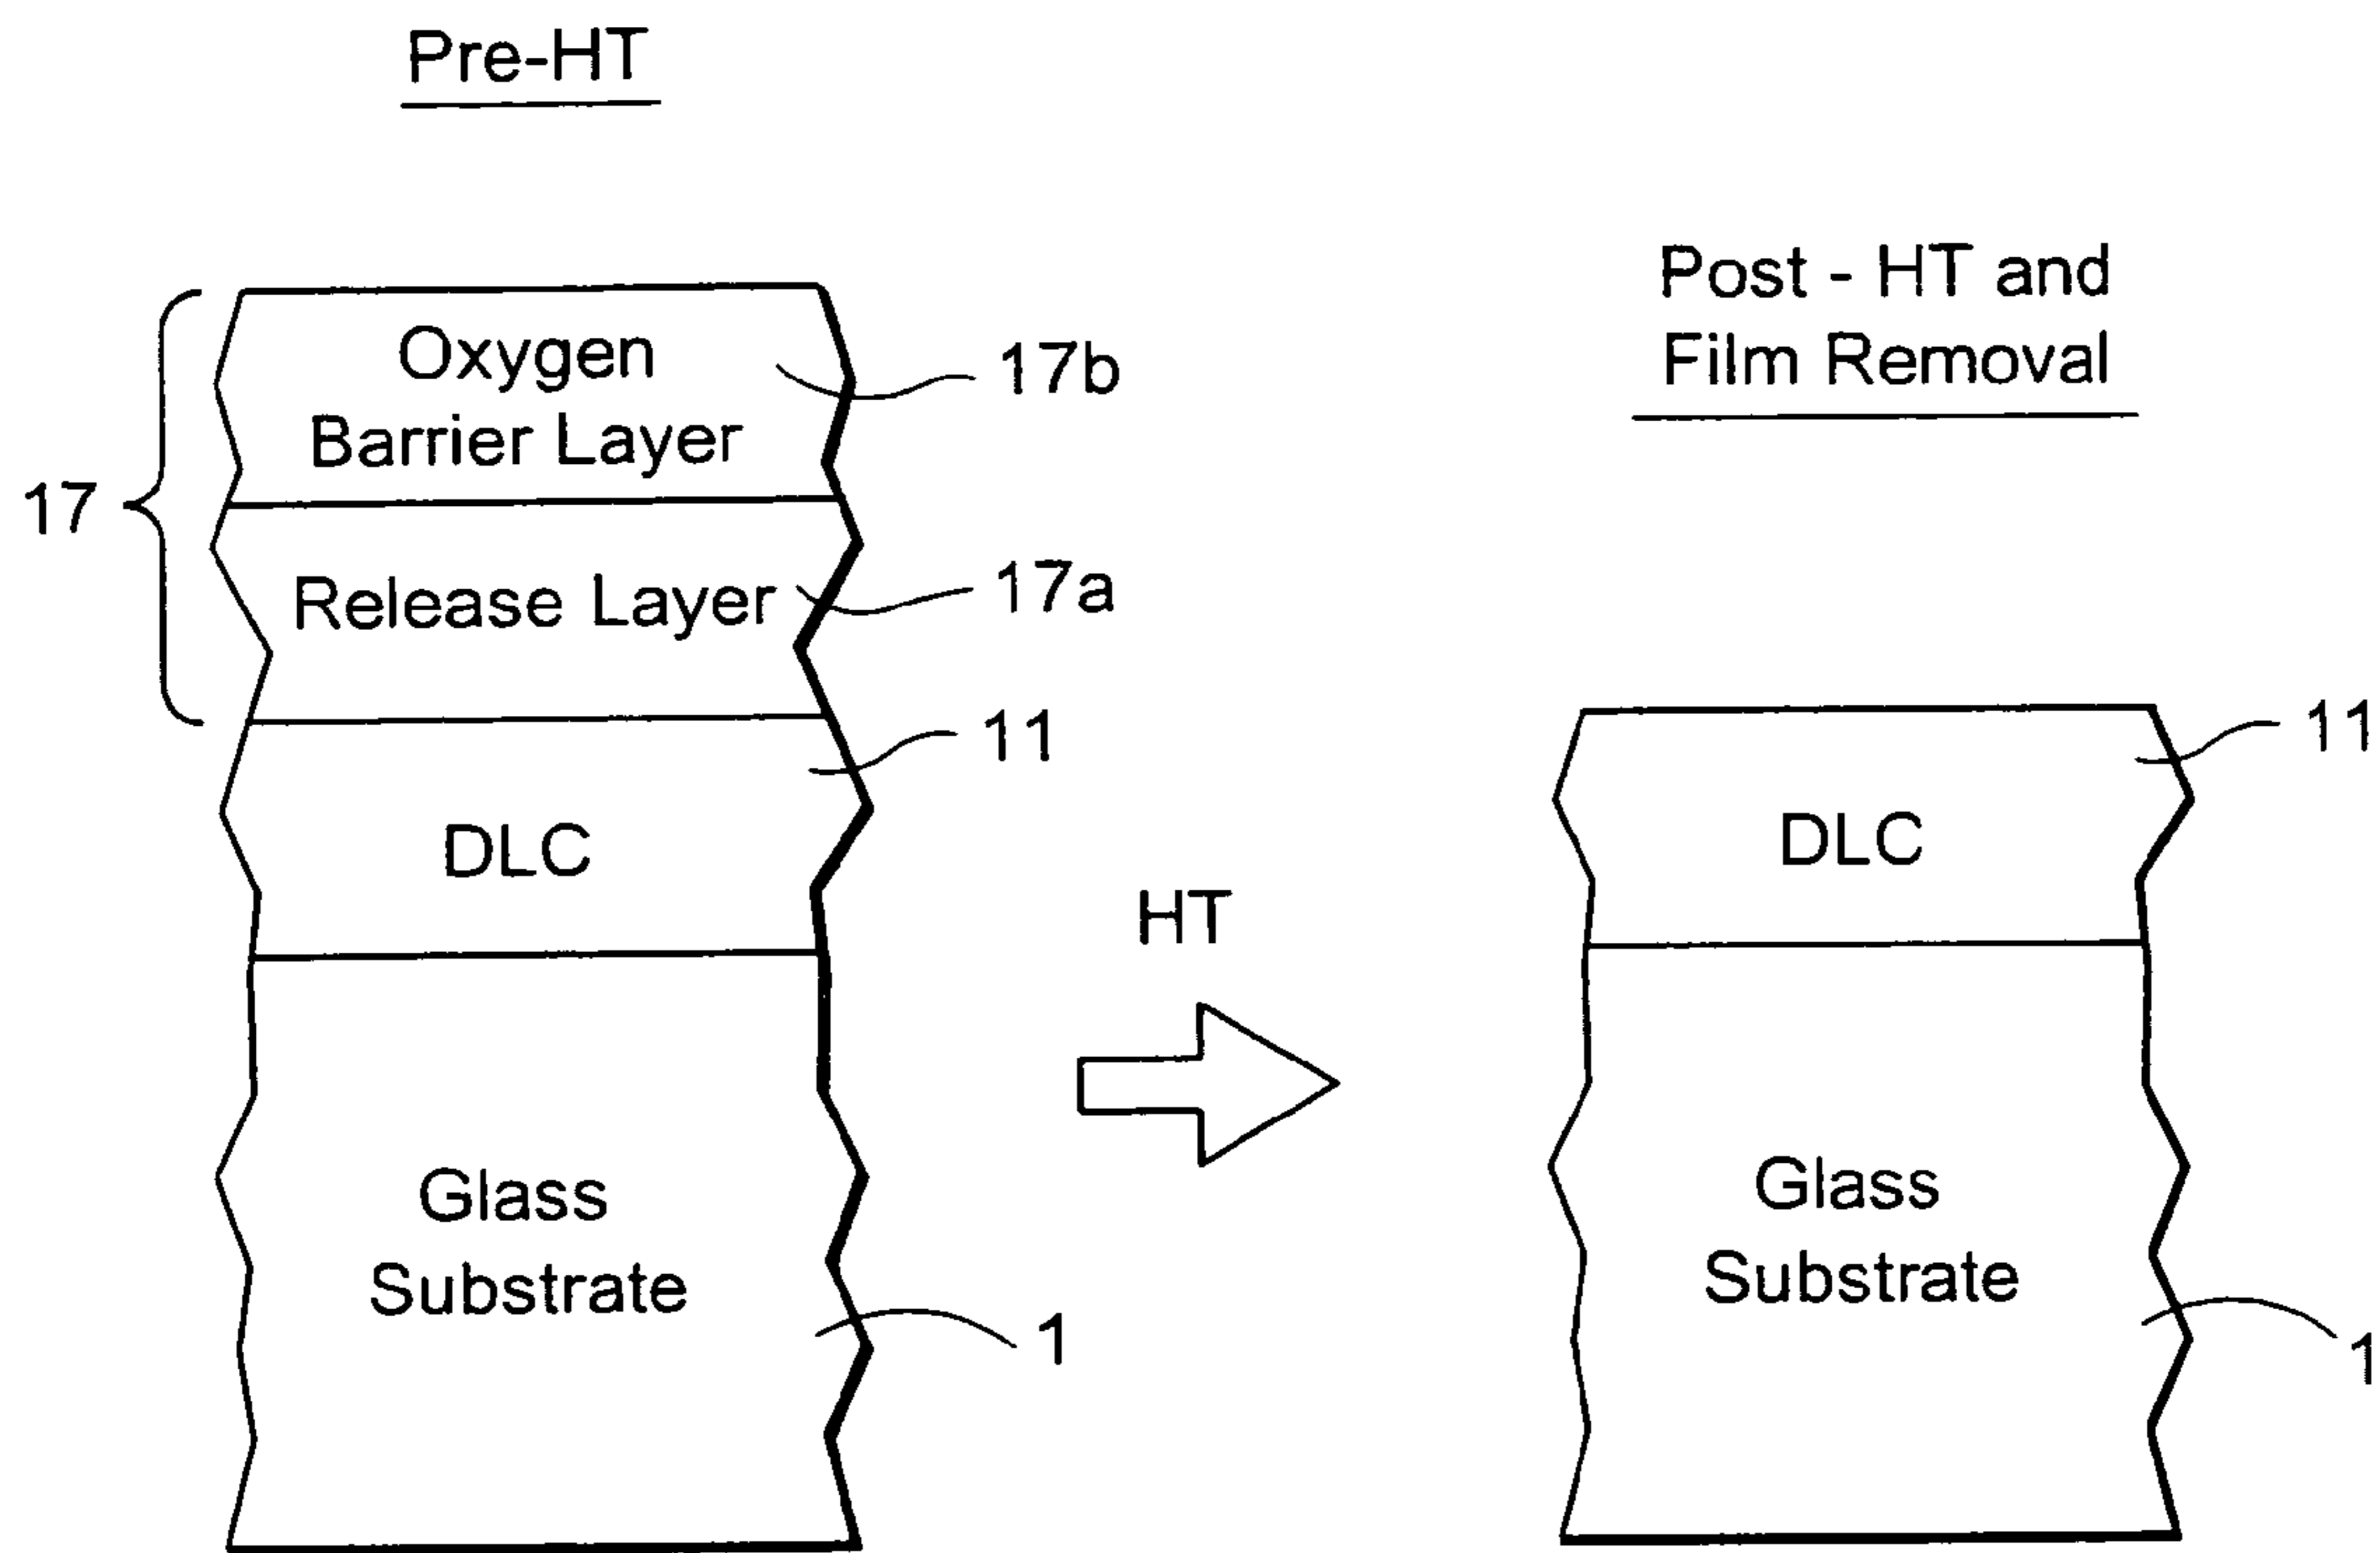 Pre-HT
Oxygen
Barrier Layer
17b
17
Release Layer
17a
11
DLC
Glass
Substrate
1
HT
Post - HT and
Film Removal
11
DLC
Glass
Substrate
1